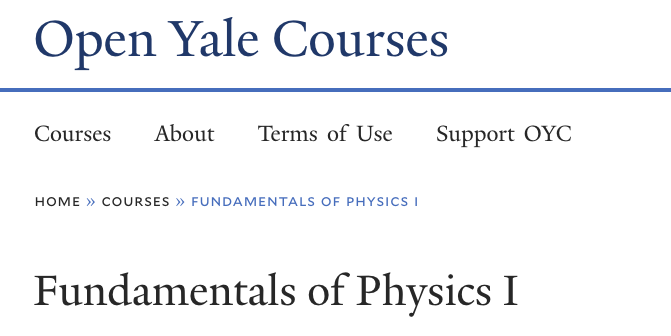 Open Yale Courses
Courses About Terms of Use Support OYC
HOME » COURSES » FUNDAMENTALS OF PHYSICS I
Fundamentals of Physics I